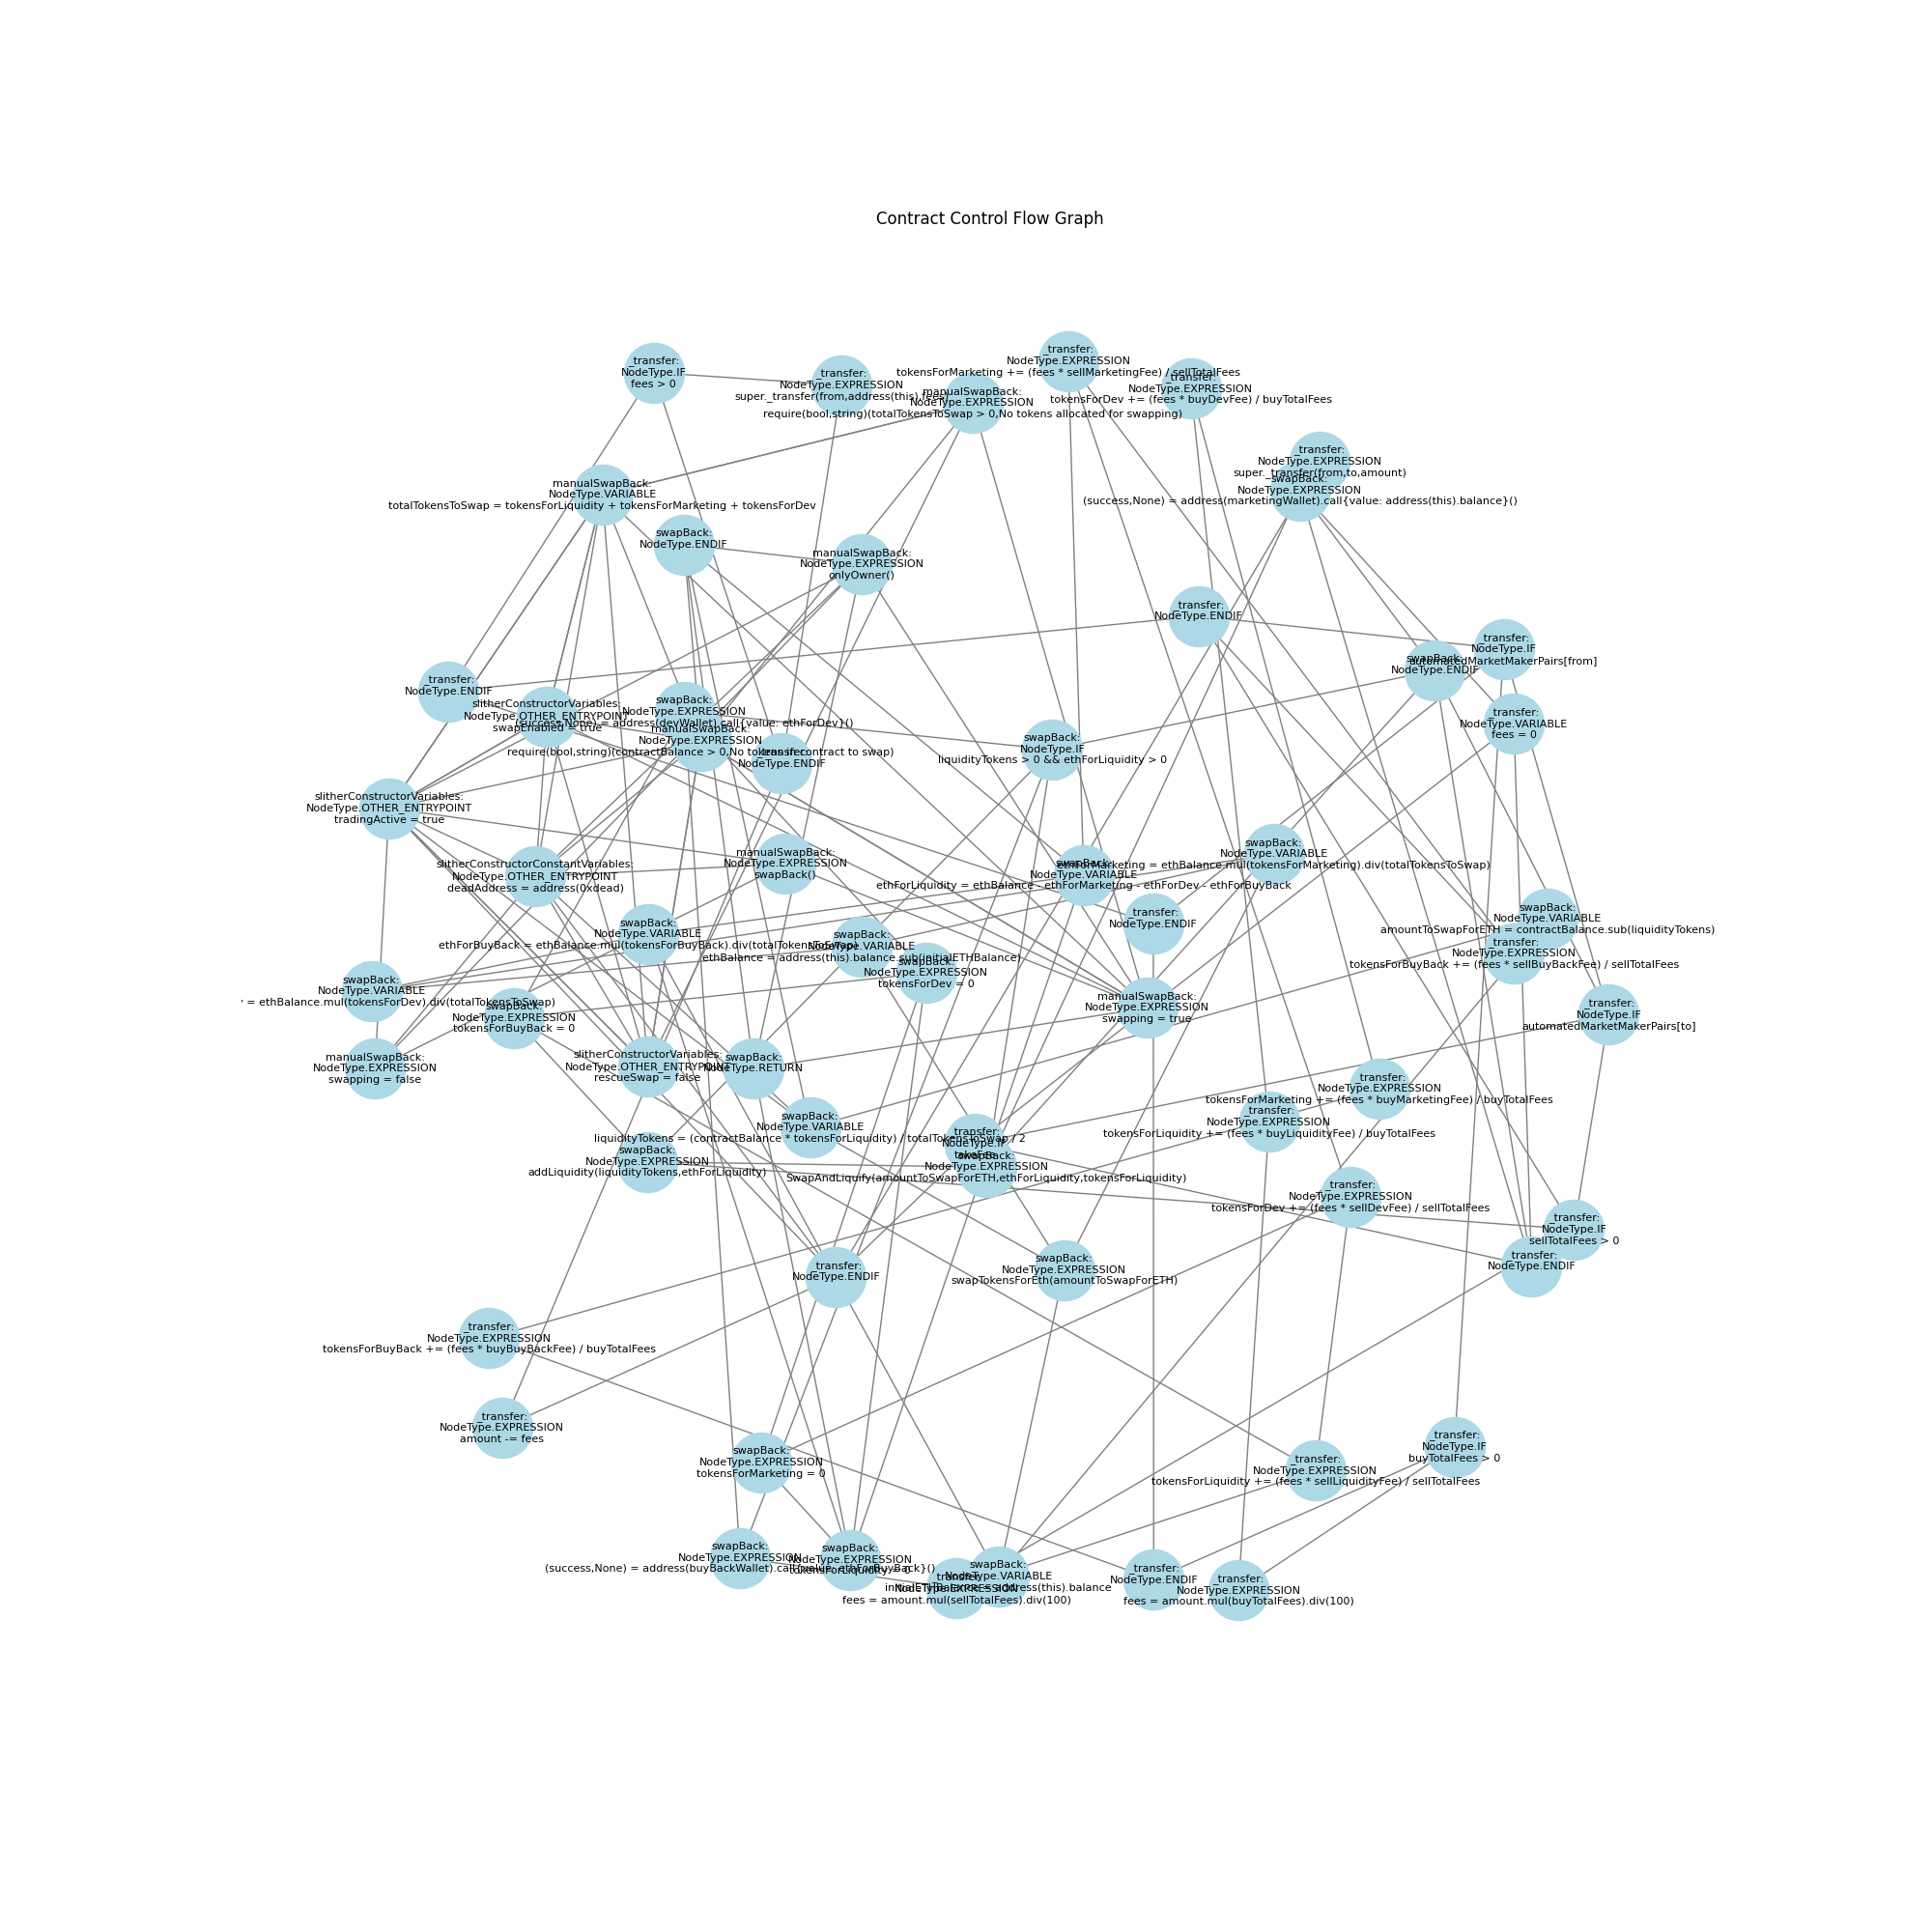 Contract Control Flow Graph
_transfer:
NodeType.IF
fees > 0
_transfer:
NodeType.EXPRESSION
super._transfer(from,address(this),fees)
_transfer:
NodeType.EXPRESSION
tokensForMarketing += (fees * sellMarketingFee) / sellTotalFees
manualSwapBack:
NodeType.EXPRESSION
require(bool,string)(totalTokensToSwap > 0,No tokens allocated for swapping)
_transfer:
NodeType.EXPRESSION
tokensForDev += (fees * buyDevFee) / buyTotalFees
_transfer:
NodeType.EXPRESSION
super._transfer(from,to,amount)
swapBack:
NodeType.EXPRESSION
(success,None) = address(marketingWallet).call{value: address(this).balance}()
manualSwapBack:
NodeType.VARIABLE
totalTokensToSwap = tokensForLiquidity + tokensForMarketing + tokensForDev
swapBack:
NodeType.ENDIF
manualSwapBack:
NodeType.EXPRESSION
onlyOwner()
_transfer:
NodeType.ENDIF
_transfer:
NodeType.IF
automatedMarketMakerPairs[from]
swapBack:
NodeType.ENDIF
_transfer:
NodeType.ENDIF
slitherConstructorVariables:
NodeType.OTHER_ENTRYPOINT
swapEnabled = true
swapBack:
NodeType.EXPRESSION
(success,None) = address(devWallet).call{value: ethForDev}()
manualSwapBack:
NodeType.EXPRESSION
require(bool,string)(contractBalance > 0,No tokens in contract to swap)
_transfer:
NodeType.ENDIF
swapBack:
NodeType.IF
liquidityTokens > 0 && ethForLiquidity > 0
_transfer:
NodeType.VARIABLE
fees = 0
slitherConstructorVariables:
NodeType.OTHER_ENTRYPOINT
tradingActive = true
slitherConstructorConstantVariables:
NodeType.OTHER_ENTRYPOINT
deadAddress = address(0xdead)
manualSwapBack:
NodeType.EXPRESSION
swapBack()
swapBack:
NodeType.VARIABLE
ethForLiquidity = ethBalance - ethForMarketing - ethForDev - ethForBuyBack
swapBack:
NodeType.VARIABLE
ethForMarketing = ethBalance.mul(tokensForMarketing).div(totalTokensToSwap)
swapBack:
NodeType.VARIABLE
ethForBuyBack = ethBalance.mul(tokensForBuyBack).div(totalTokensToSwap)
swapBack:
NodeType.VARIABLE
ethBalance = address(this).balance.sub(initialETHBalance)
_transfer:
NodeType.ENDIF
swapBack:
NodeType.VARIABLE
amountToSwapForETH = contractBalance.sub(liquidityTokens)
_transfer:
NodeType.EXPRESSION
tokensForBuyBack += (fees * sellBuyBackFee) / sellTotalFees
swapBack:
NodeType.EXPRESSION
tokensForDev = 0
swapBack:
NodeType.VARIABLE
= ethBalance.mul(tokensForDev).div(totalTokensToSwap)
swapBack:
NodeType.EXPRESSION
tokensForBuyBack = 0
manualSwapBack:
NodeType.EXPRESSION
swapping = true
_transfer:
NodeType.IF
automatedMarketMakerPairs[to]
manualSwapBack:
NodeType.EXPRESSION
swapping = false
slitherConstructorVariables:
NodeType.OTHER_ENTRYPOINT
rescueSwap = false
swapBack:
NodeType.RETURN
_transfer:
NodeType.EXPRESSION
tokensForMarketing += (fees * buyMarketingFee) / buyTotalFees
_transfer:
NodeType.EXPRESSION
tokensForLiquidity += (fees * buyLiquidityFee) / buyTotalFees
swapBack:
NodeType.VARIABLE
liquidityTokens = (contractBalance * tokensForLiquidity) / totalTokensToSwap / 2
_transfer:
NodeType.IF
takeFee
swapBack:
NodeType.EXPRESSION
SwapAndLiquify(amountToSwapForETH,ethForLiquidity,tokensForLiquidity)
swapBack:
NodeType.EXPRESSION
addLiquidity(liquidityTokens,ethForLiquidity)
_transfer:
NodeType.EXPRESSION
tokensForDev += (fees * sellDevFee) / sellTotalFees
_transfer:
NodeType.IF
sellTotalFees > 0
_transfer:
NodeType.ENDIF
_transfer:
NodeType.ENDIF
swapBack:
NodeType.EXPRESSION
swapTokensForEth(amountToSwapForETH)
_transfer:
NodeType.EXPRESSION
tokensForBuyBack += (fees * buyBuyBackFee) / buyTotalFees
_transfer:
NodeType.EXPRESSION
amount -= fees
swapBack:
NodeType.EXPRESSION
tokensForMarketing = 0
_transfer:
NodeType.EXPRESSION
tokensForLiquidity += (fees * sellLiquidityFee) / sellTotalFees
_transfer:
NodeType.IF
buyTotalFees > 0
swapBack:
NodeType.EXPRESSION
(success,None) = address(buyBackWallet).call{value: ethForBuyBack}()
swapBack:
NodeType.EXPRESSION
tokensForLiquidity = 0
swapBack:
NodeType.VARIABLE
initialETHBalance = address(this).balance
_transfer:
NodeType.EXPRESSION
fees = amount.mul(sellTotalFees).div(100)
_transfer:
NodeType.ENDIF
_transfer:
NodeType.EXPRESSION
fees = amount.mul(buyTotalFees).div(100)